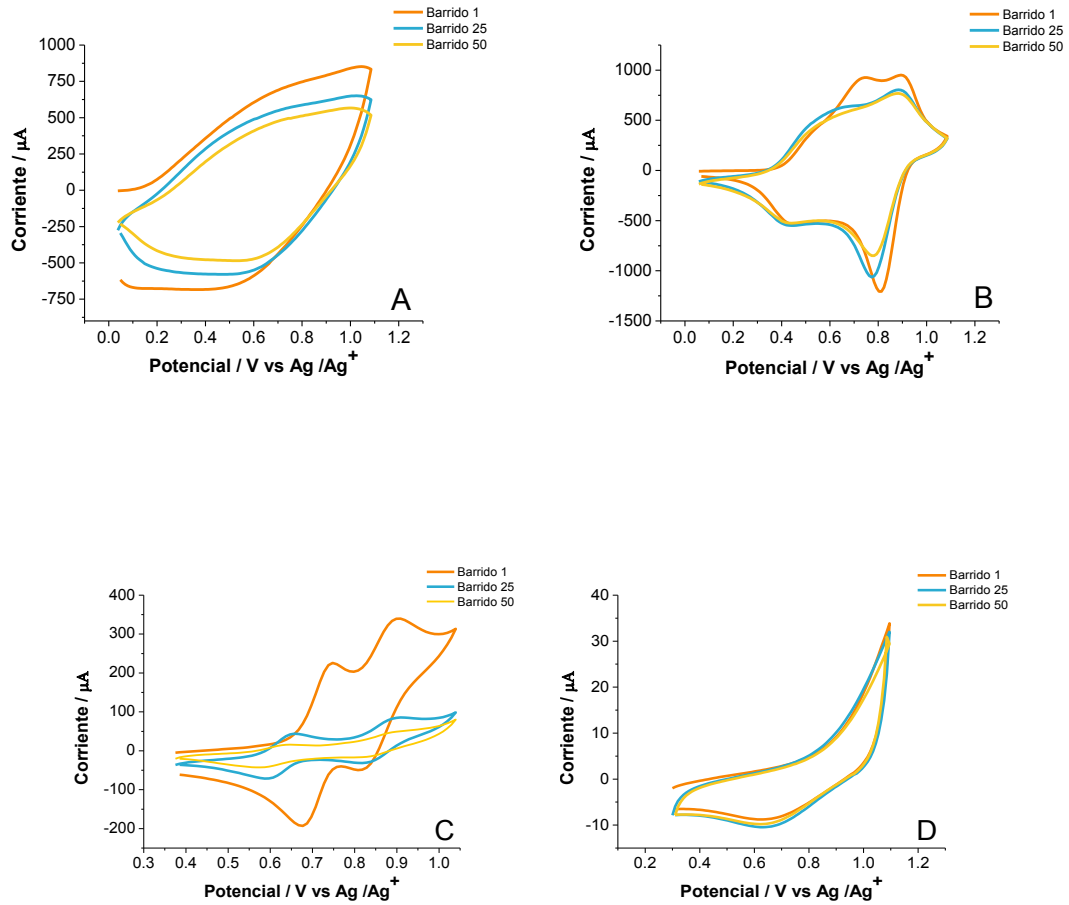 Barrido 1
Barrido 25
Barrido 50
1000
750
500
250
0
-250
-500
-750
0.0 0.2 0.4 0.6 0.8 1.0 1.2
Corriente / µA
Potencial / V vs Ag /Ag+
A
Barrido 1
Barrido 25
Barrido 50
1000
500
0
-500
-1000
-1500
0.0 0.2 0.4 0.6 0.8 1.0 1.2
Corriente / µA
Potencial / V vs Ag /Ag+
B
Barrido 1
Barrido 25
Barrido 50
400
300
200
100
0
-100
-200
0.3 0.4 0.5 0.6 0.7 0.8 0.9 1.0
Corriente / µA
Potencial / V vs Ag /Ag+
C
Barrido 1
Barrido 25
Barrido 50
40
30
20
10
0
-10
0.2 0.4 0.6 0.8 1.0 1.2
Corriente / µA
Potencial / V vs Ag /Ag+
D